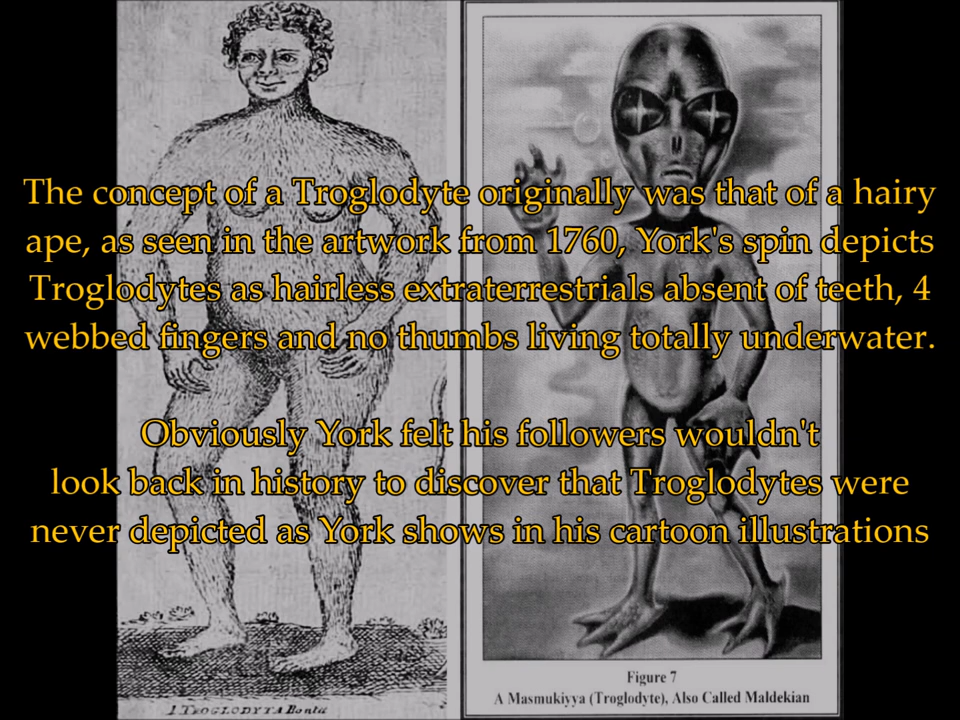 The concept of a Troglodyte originally was that of a hairy
ape, as seen in the artwork from 1760, York's spin depicts
Troglodytes as hairless extraterrestrials absent of teeth, 4
webbed fingers and no thumbs living totally underwater.
Obviously York felt his followers wouldn't
look back in history to discover that Troglodytes were
never depicted as York shows in his cartoon illustrations
1 TROGLODYTA Bontii
Figure 7
A Masmukiyya (Troglodyte), Also Called Maldekian